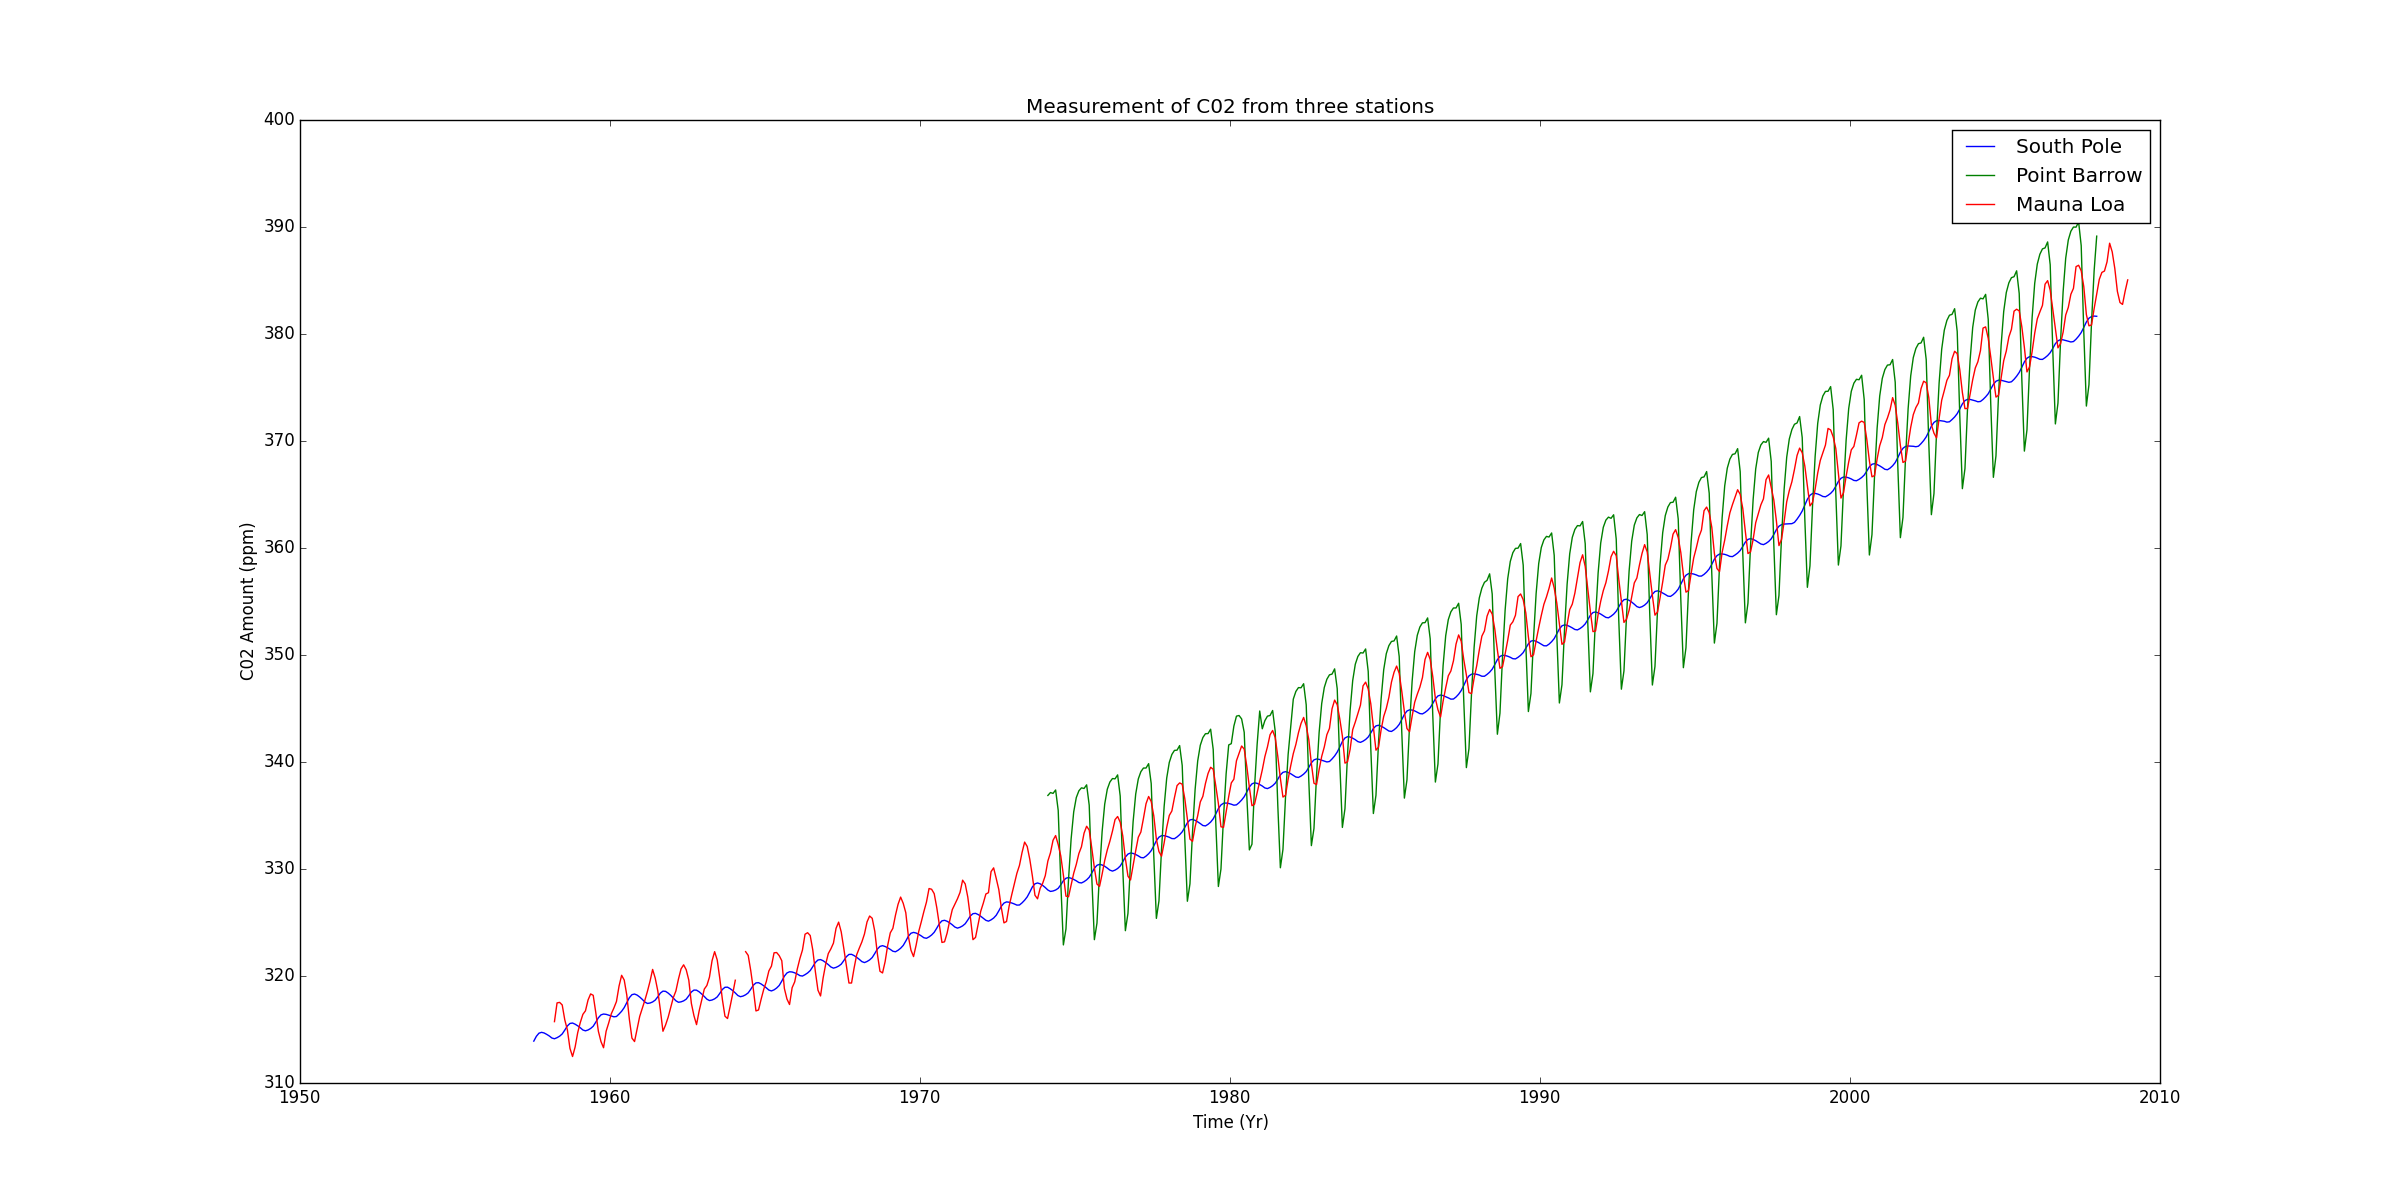 Measurement of C02 from three stations
400
390
380
370
360
350
340
330
320
310
C02 Amount (ppm)
South Pole
Point Barrow
Mauna Loa
1950 1960 1970 1980 1990 2000 2010
Time (Yr)